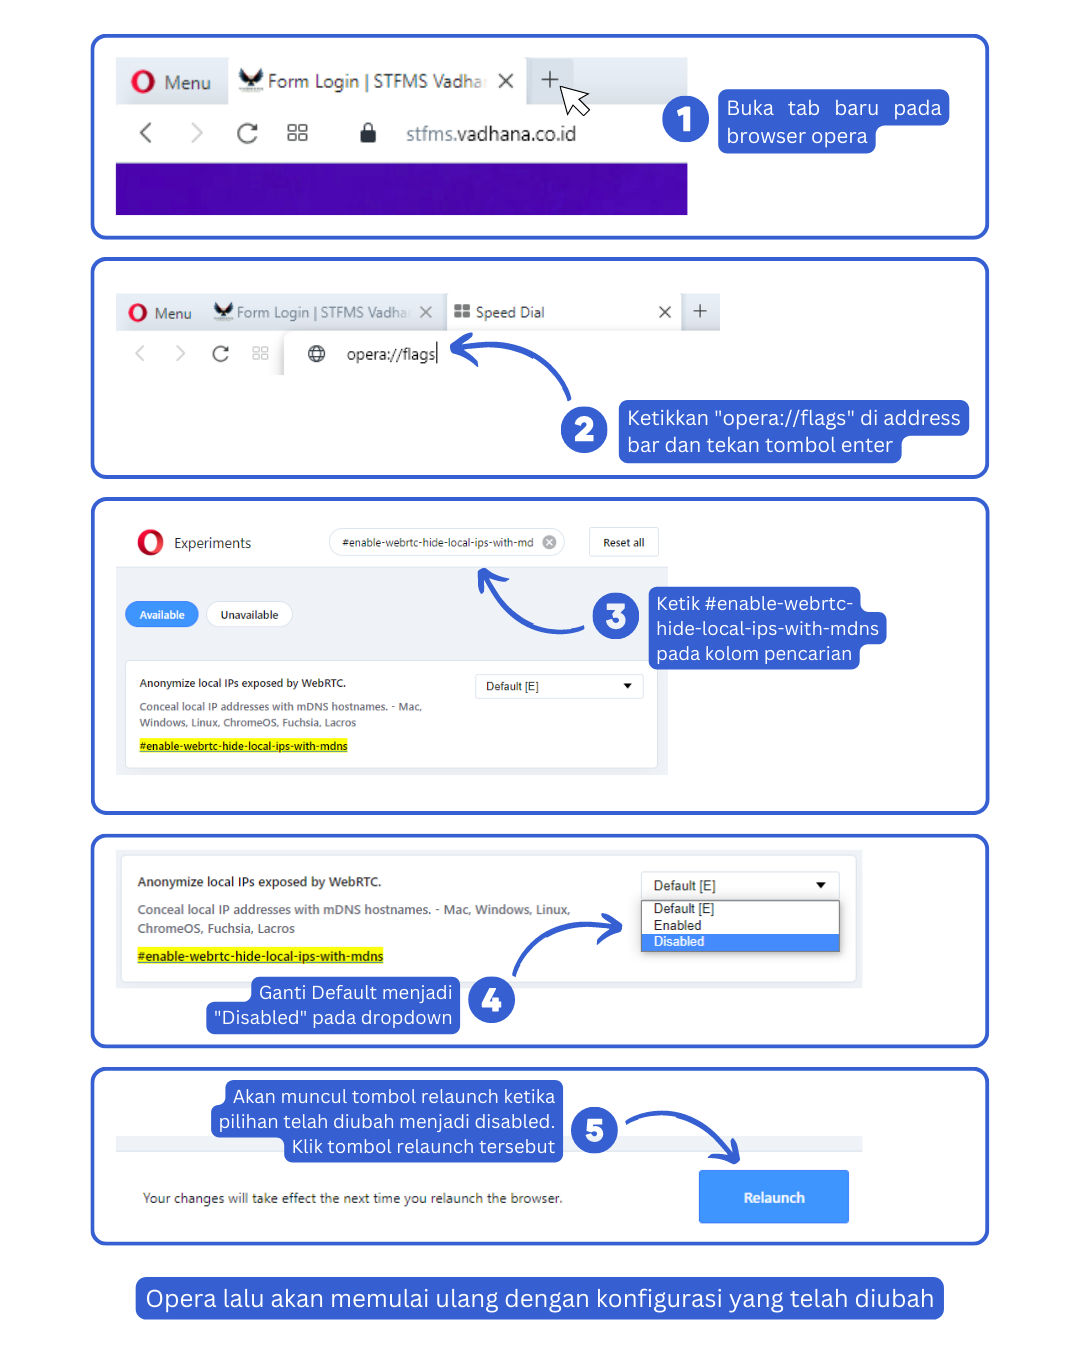 Menu
Form Login | STFMS Vadha
stfms.vadhana.co.id
1
Buka tab baru pada
browser opera
Menu
Form Login | STFMS Vadha
Speed Dial
opera://flags
2
Ketikkan "opera://flags" di address
bar dan tekan tombol enter
Experiments
#enable-webrtc-hide-local-ips-with-md
Reset all
Available
Unavailable
3
Ketik #enable-webrtc-
hide-local-ips-with-mdns
pada kolom pencarian
Anonymize local IPs exposed by WebRTC.
Default [E]
Conceal local IP addresses with mDNS hostnames. - Mac,
Windows, Linux, ChromeOS, Fuchsia, Lacros
#enable-webrtc-hide-local-ips-with-mdns
Anonymize local IPs exposed by WebRTC.
Conceal local IP addresses with mDNS hostnames. - Mac, Windows, Linux,
ChromeOS, Fuchsia, Lacros
#enable-webrtc-hide-local-ips-with-mdns
Default [E]
Default [E]
Enabled
Disabled
Ganti Default menjadi
"Disabled" pada dropdown
4
Akan muncul tombol relaunch ketika
pilihan telah diubah menjadi disabled.
Klik tombol relaunch tersebut
5
Your changes will take effect the next time you relaunch the browser.
Relaunch
Opera lalu akan memulai ulang dengan konfigurasi yang telah diubah